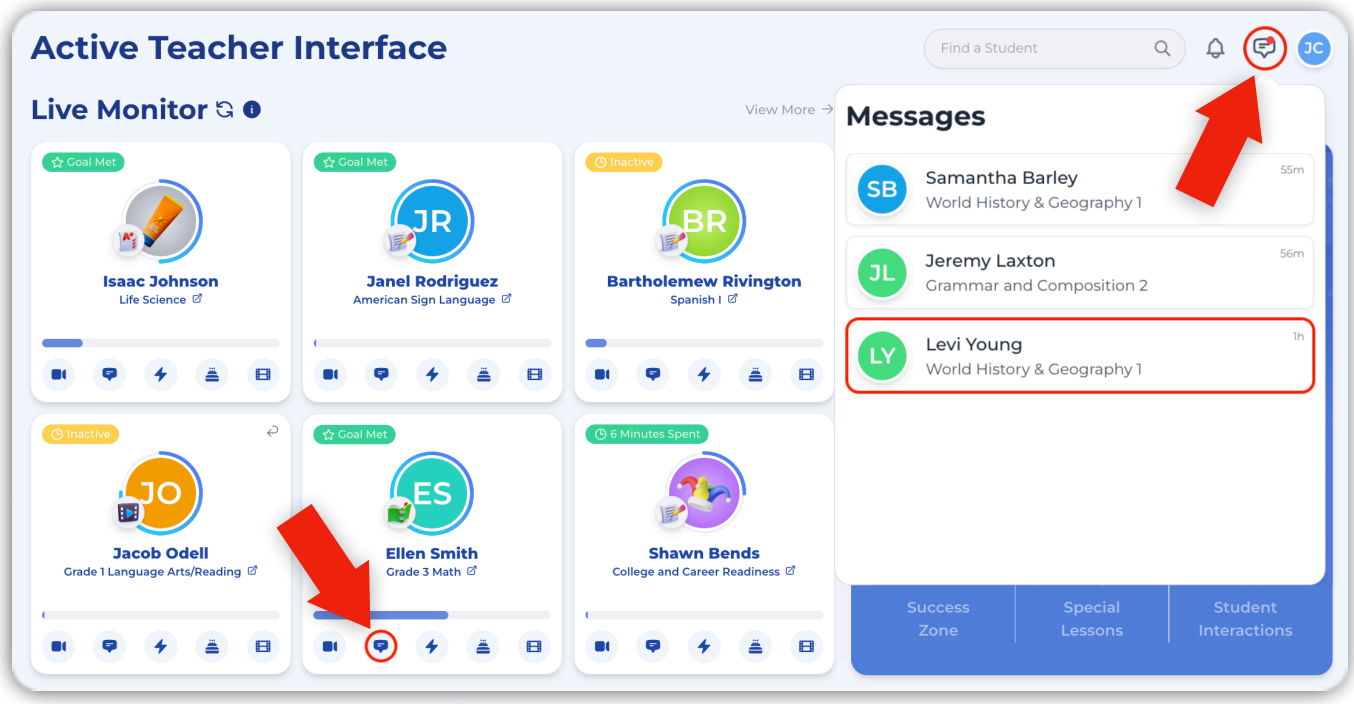 Active Teacher Interface
Find a Student
JC
Live Monitor
View More →
Goal Met
Isaac Johnson
Life Science
Goal Met
JR
Janel Rodriguez
American Sign Language
Inactive
BR
Bartholemew Rivington
Spanish I
Inactive
JO
Jacob Odell
Grade 1 Language Arts/Reading
Goal Met
ES
Ellen Smith
Grade 3 Math
6 Minutes Spent
Shawn Bends
College and Career Readiness
Messages
SB
Samantha Barley
World History & Geography 1
55m
JL
Jeremy Laxton
Grammar and Composition 2
56m
LY
Levi Young
World History & Geography 1
1h
Success
Zone
Special
Lessons
Student
Interactions